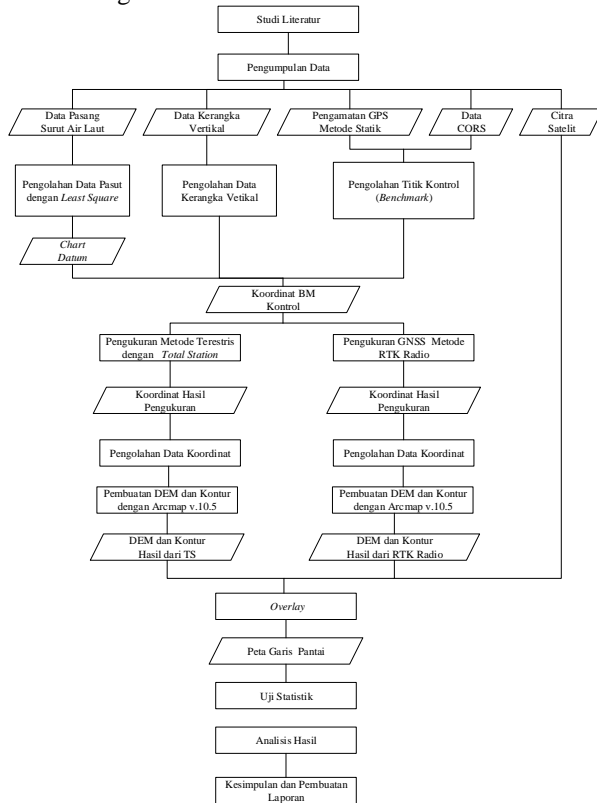 Studi Literatur
Pengumpulan Data
Data Pasang
Surut Air Laut
Data Kerangka
Vertikal
Pengamatan GPS
Metode Statik
Data
CORS
Citra
Satelit
Pengolahan Data Pasut
dengan Least Square
Pengolahan Data
Kerangka Vetikal
Pengolahan Titik Kontrol
(Benchmark)
Chart
Datum
Koordinat BM
Kontrol
Pengukuran Metode Terestris
dengan Total Station
Pengukuran GNSS Metode
RTK Radio
Koordinat Hasil
Pengukuran
Koordinat Hasil
Pengukuran
Pengolahan Data Koordinat
Pengolahan Data Koordinat
Pembuatan DEM dan Kontur
dengan Arcmap v.10.5
Pembuatan DEM dan Kontur
dengan Arcmap v.10.5
DEM dan Kontur
Hasil dari TS
DEM dan Kontur
Hasil dari RTK Radio
Overlay
Peta Garis Pantai
Uji Statistik
Analisis Hasil
Kesimpulan dan Pembuatan
Laporan